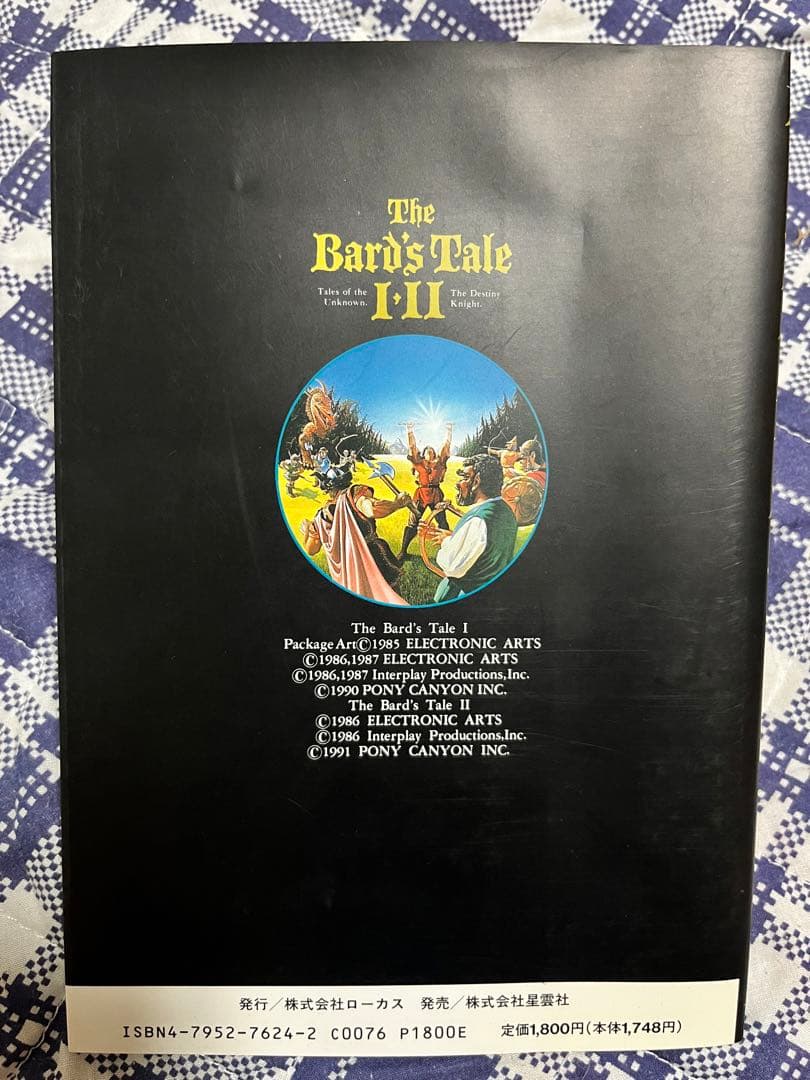 The
Bard's Tale
Tales of the Unknown.
I・II
The Destiny Knight.
The Bard's Tale I
Package Art©1985 ELECTRONIC ARTS
©1986,1987 ELECTRONIC ARTS
©1986,1987 Interplay Productions,Inc.
©1990 PONY CANYON INC.
The Bard's Tale II
©1986 ELECTRONIC ARTS
©1986 Interplay Productions,Inc.
©1991 PONY CANYON INC.
発行／株式会社ローカス 発売／株式会社星雲社
ISBN4-7952-7624-2 C0076 P1800E 定価1,800円(本体1,748円)